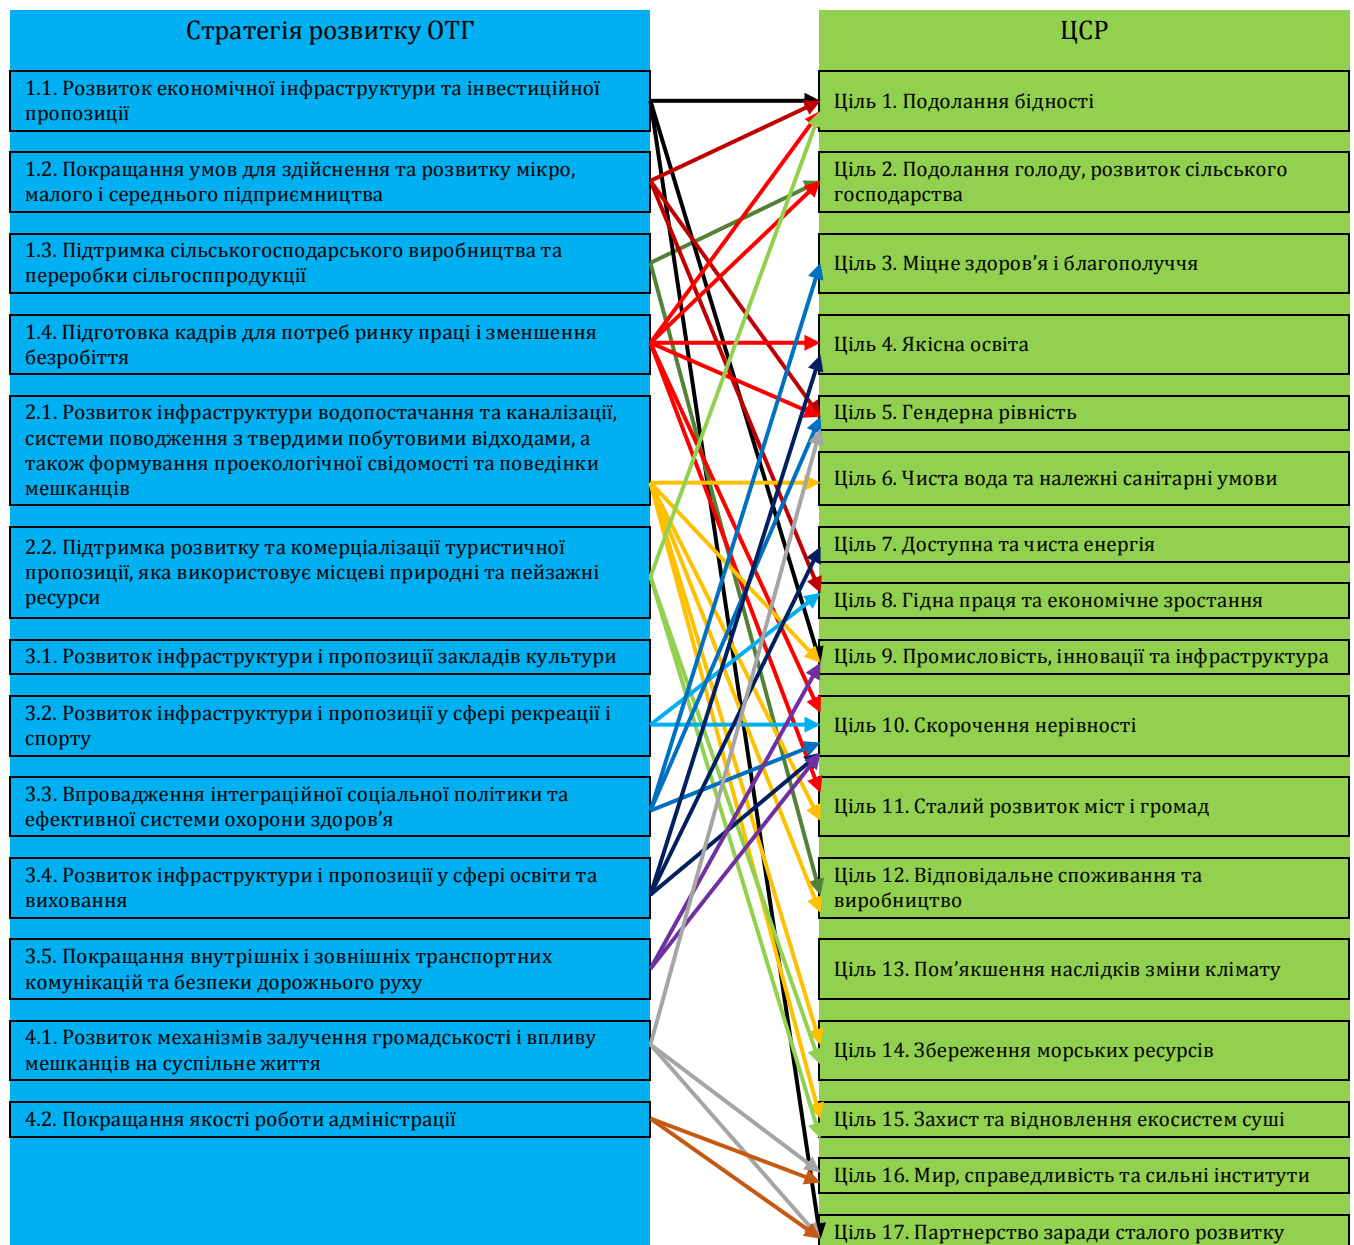 Стратегія розвитку ОТГ
1.1. Розвиток економічної інфраструктури та інвестиційної
пропозиції
1.2. Покращання умов для здійснення та розвитку мікро,
малого і середнього підприємництва
1.3. Підтримка сільськогосподарського виробництва та
переробки сільгосппродукції
1.4. Підготовка кадрів для потреб ринку праці і зменшення
безробіття
2.1. Розвиток інфраструктури водопостачання та каналізації,
системи поводження з твердими побутовими відходами, а
також формування проекологічної свідомості та поведінки
мешканців
2.2. Підтримка розвитку та комерціалізації туристичної
пропозиції, яка використовує місцеві природні та пейзажні
ресурси
3.1. Розвиток інфраструктури і пропозиції закладів культури
3.2. Розвиток інфраструктури і пропозиції у сфері рекреації і
спорту
3.3. Впровадження інтеграційної соціальної політики та
ефективної системи охорони здоров’я
3.4. Розвиток інфраструктури і пропозиції у сфері освіти та
виховання
3.5. Покращання внутрішніх і зовнішніх транспортних
комунікацій та безпеки дорожнього руху
4.1. Розвиток механізмів залучення громадськості і впливу
мешканців на суспільне життя
4.2. Покращання якості роботи адміністрації
ЦСР
Ціль 1. Подолання бідності
Ціль 2. Подолання голоду, розвиток сільського
господарства
Ціль 3. Міцне здоров’я і благополуччя
Ціль 4. Якісна освіта
Ціль 5. Гендерна рівність
Ціль 6. Чиста вода та належні санітарні умови
Ціль 7. Доступна та чиста енергія
Ціль 8. Гідна праця та економічне зростання
Ціль 9. Промисловість, інновації та інфраструктура
Ціль 10. Скорочення нерівності
Ціль 11. Сталий розвиток міст і громад
Ціль 12. Відповідальне споживання та
виробництво
Ціль 13. Пом’якшення наслідків зміни клімату
Ціль 14. Збереження морських ресурсів
Ціль 15. Захист та відновлення екосистем суші
Ціль 16. Мир, справедливість та сильні інститути
Ціль 17. Партнерство заради сталого розвитку